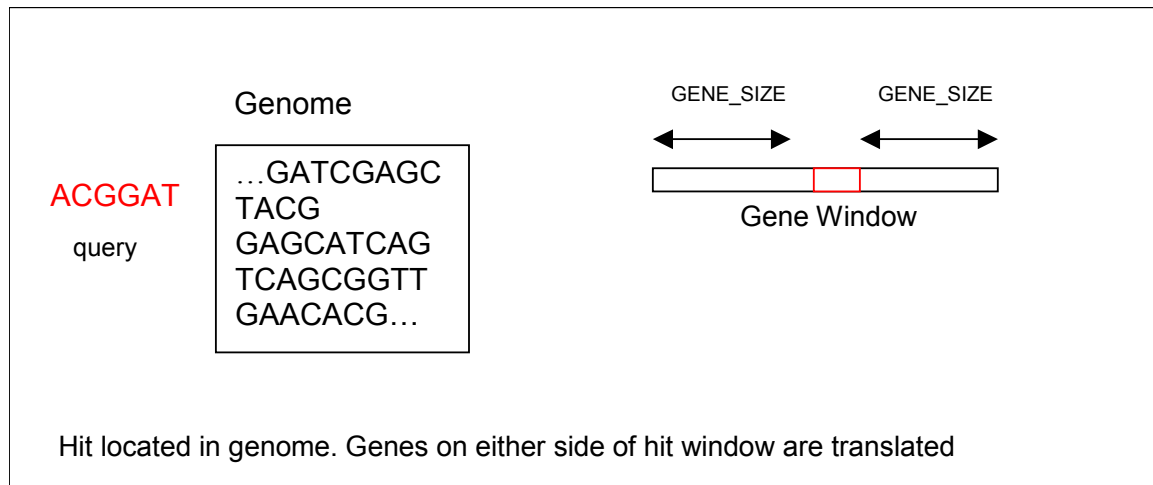 Genome
GENE_SIZE GENE_SIZE
ACGGAT
query
…GATCGAGC
TACG
GAGCATCAG
TCAGCGGTT
GAACACG…
Gene Window
Hit located in genome. Genes on either side of hit window are translated